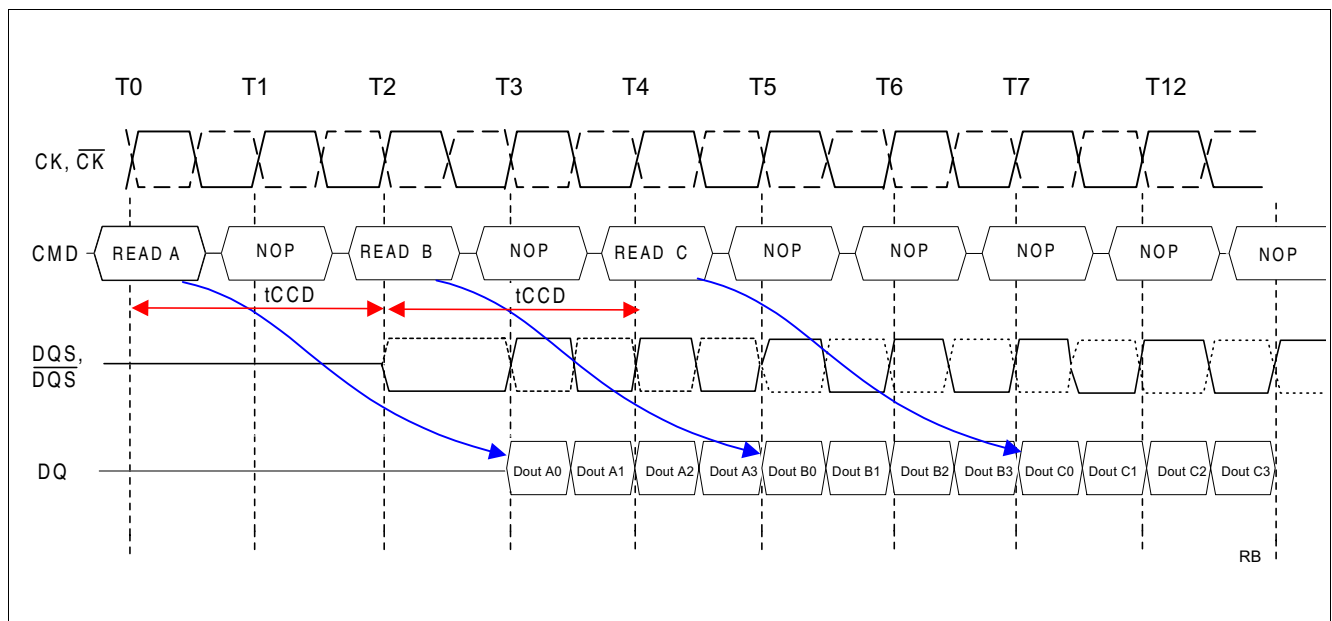 T0 T1 T2 T3 T4 T5 T6 T7 T12
CK, C̅K̅
CMD READ A NOP READ B NOP READ C NOP NOP NOP NOP NOP
tCCD tCCD
DQS,
D̅Q̅S̅
DQ Dout A0 Dout A1 Dout A2 Dout A3 Dout B0 Dout B1 Dout B2 Dout B3 Dout C0 Dout C1 Dout C2 Dout C3
RB